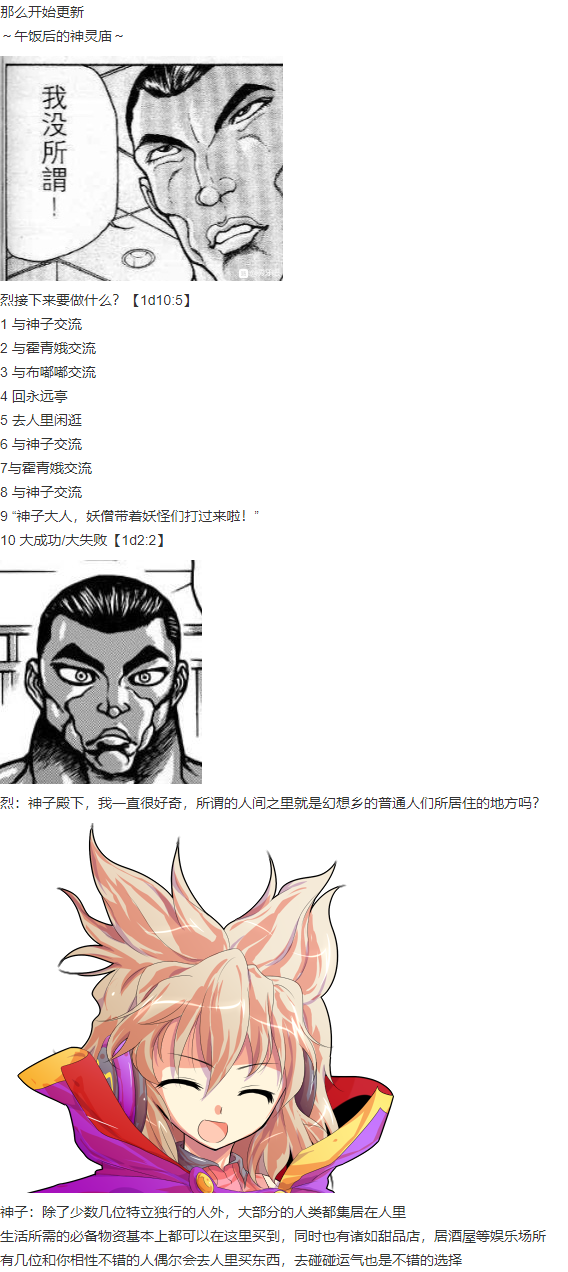 那么开始更新
～午饭后的神灵庙～
我没所謂！
烈接下来要做什么？【1d10:5】
1 与神子交流
2 与霍青娥交流
3 与布嘟嘟交流
4 回永远亭
5 去人里闲逛
6 与神子交流
7与霍青娥交流
8 与神子交流
9 “神子大人，妖僧带着妖怪们打过来啦！”
10 大成功/大失败【1d2:2】
烈：神子殿下，我一直很好奇，所谓的人间之里就是幻想乡的普通人们所居住的地方吗？
神子：除了少数几位特立独行的人外，大部分的人类都集居在人里
生活所需的必备物资基本上都可以在这里买到，同时也有诸如甜品店，居酒屋等娱乐场所
有几位和你相性不错的人偶尔会去人里买东西，去碰碰运气也是不错的选择